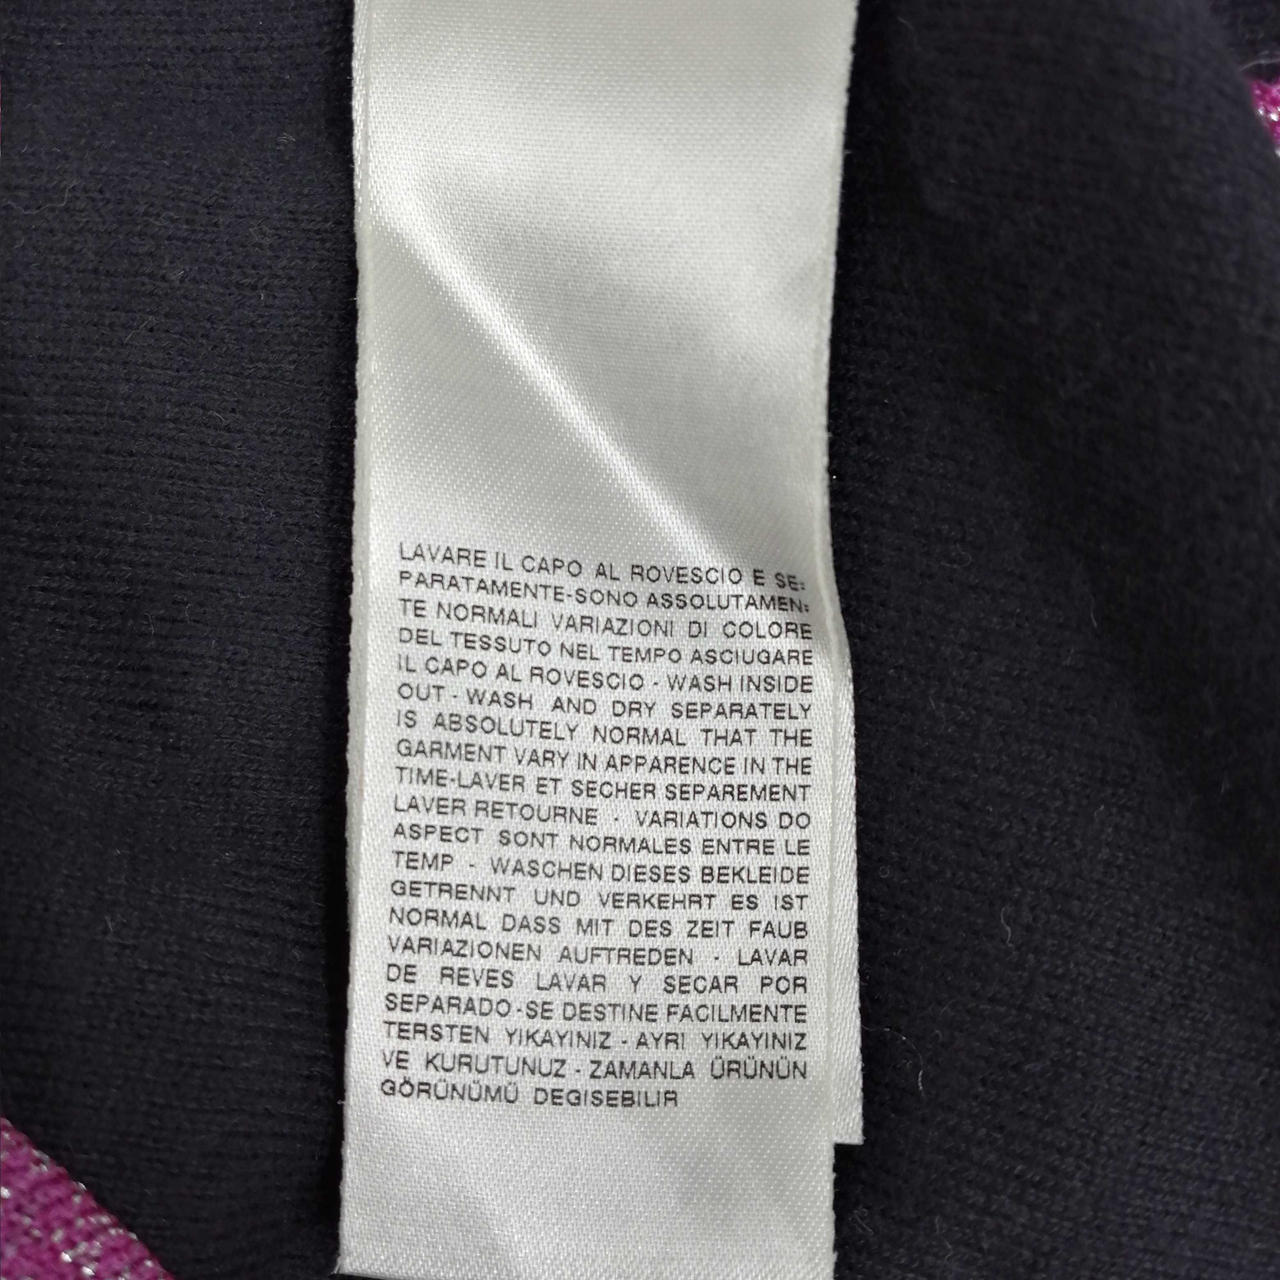 LAVARE IL CAPO AL ROVESCIO E SE=
PARATAMENTE-SONO ASSOLUTAMEN=
TE NORMALI VARIAZIONI DI COLORE
DEL TESSUTO NEL TEMPO ASCIUGARE
IL CAPO AL ROVESCIO - WASH INSIDE
OUT - WASH AND DRY SEPARATELY
IS ABSOLUTELY NORMAL THAT THE
GARMENT VARY IN APPARENCE IN THE
TIME-LAVER ET SECHER SEPAREMENT
LAVER RETOURNE - VARIATIONS DO
ASPECT SONT NORMALES ENTRE LE
TEMP - WASCHEN DIESES BEKLEIDE
GETRENNT UND VERKEHRT ES IST
NORMAL DASS MIT DES ZEIT FAUB
VARIAZIONEN AUFTREDEN - LAVAR
DE REVES LAVAR Y SECAR POR
SEPARADO-SE DESTINE FACILMENTE
TERSTEN YIKAYINIZ - AYRI YIKAYINIZ
VE KURUTUNUZ - ZAMANLA ÜRÜNÜN
GÖRÜNÜMÜ DEGISEBILIR